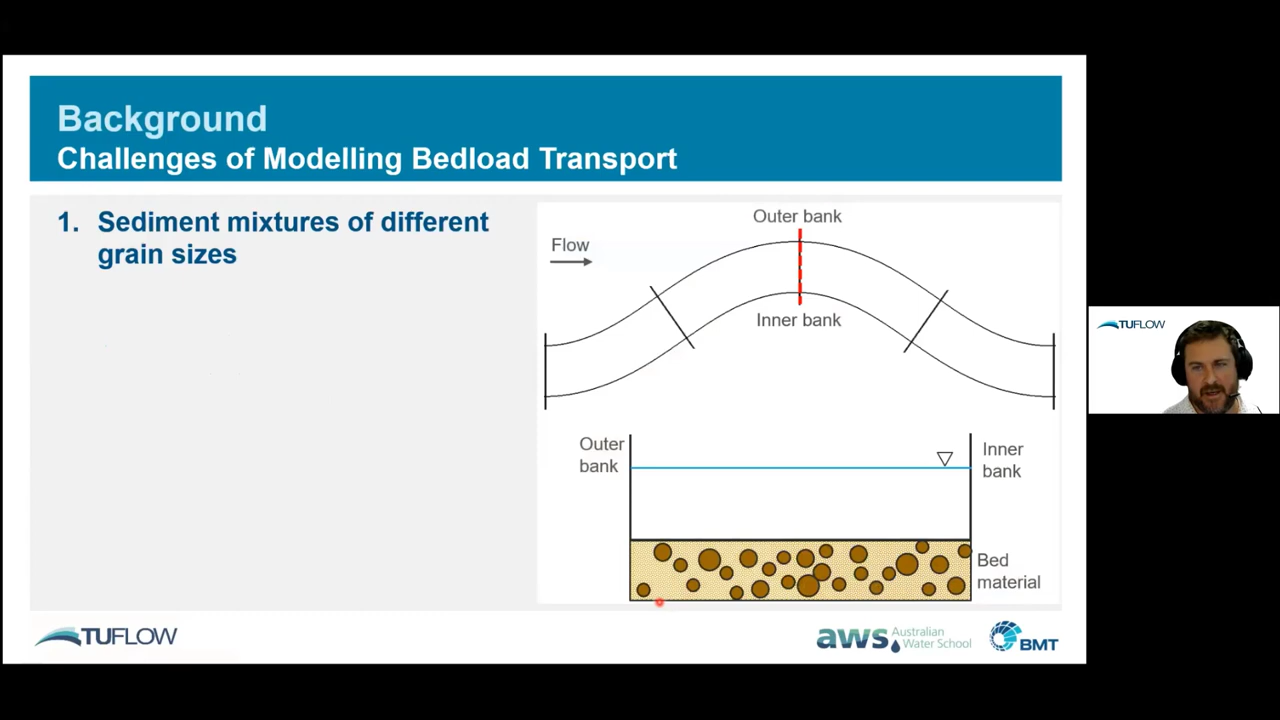 Background
Challenges of Modelling Bedload Transport
1. Sediment mixtures of different
grain sizes
Outer bank
Flow
Inner bank
Outer
bank
Inner
bank
Bed
material
TUFLOW
TUFLOW
aws Australian
Water School
BMT